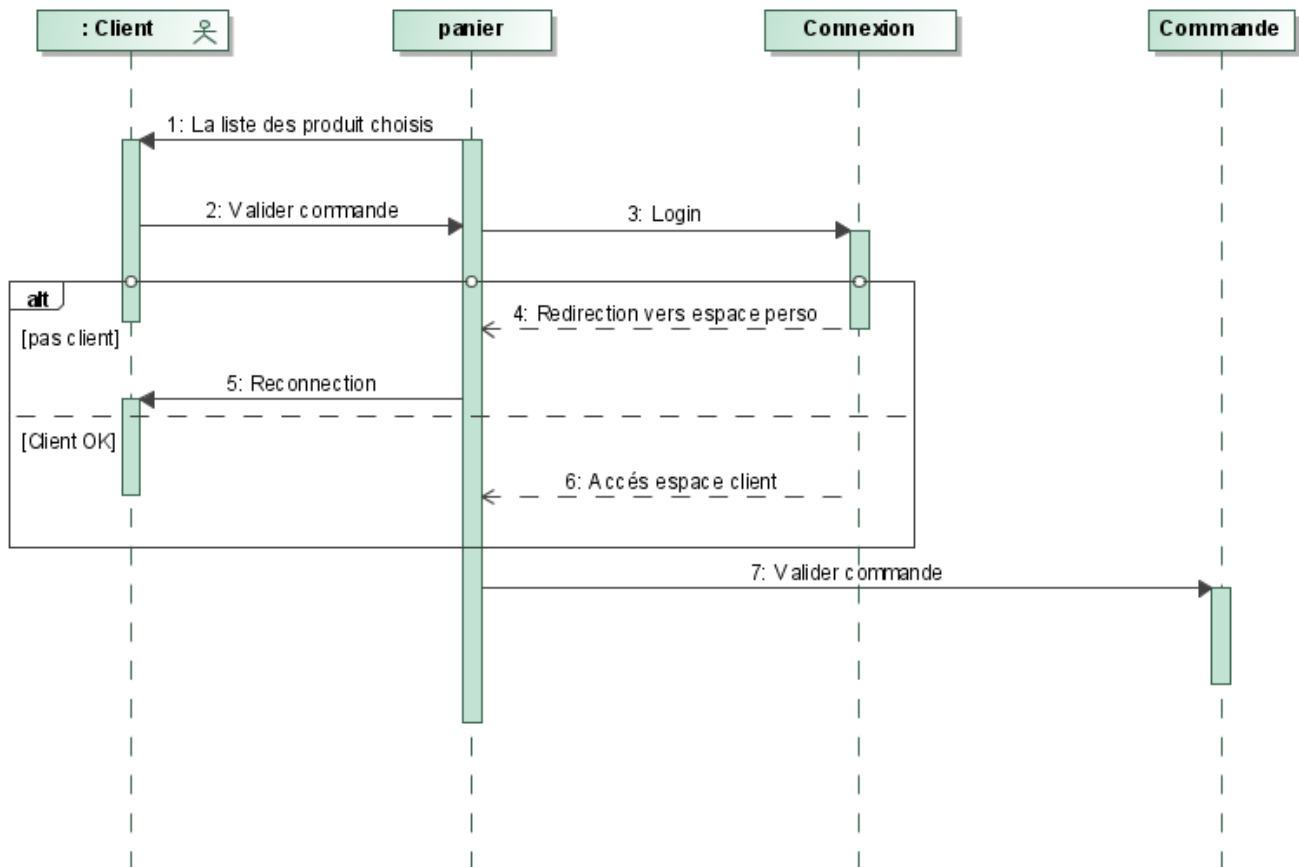 : Client
panier
Connexion
Commande
1: La liste des produit choisis
2: Valider commande
3: Login
alt
4: Redirection vers espace perso
[pas client]
5: Reconnection
[Client OK]
6: Accés espace client
7: Valider commande